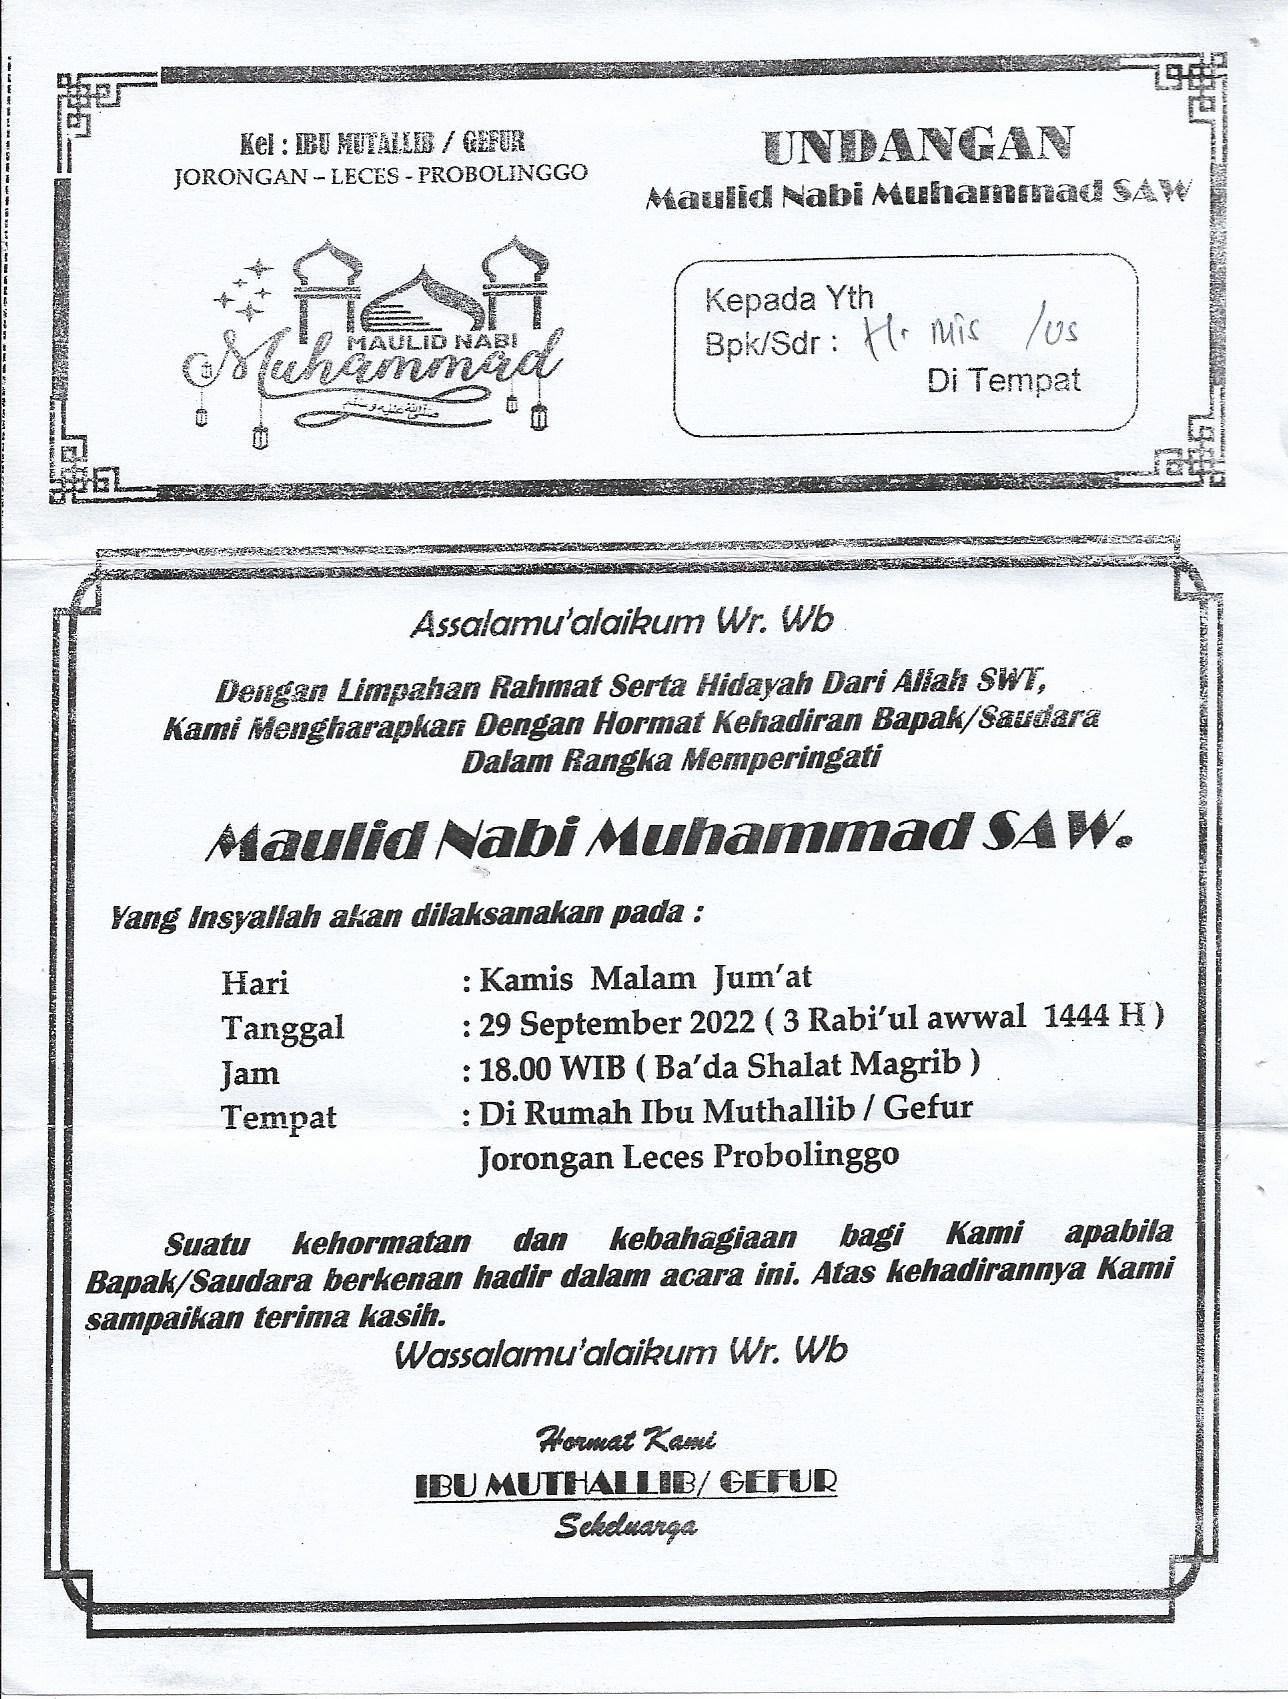 Kel : IBU MUTALLIB / GEFUR
JORONGAN – LECES - PROBOLINGGO
MAULID NABI
Muhammad
صلى الله عليه وسلم
UNDANGAN
Maulid Nabi Muhammad SAW
Kepada Yth
Bpk/Sdr : Mis
Di Tempat
Assalamu'alaikum Wr. Wb
Dengan Limpahan Rahmat Serta Hidayah Dari Allah SWT,
Kami Mengharapkan Dengan Hormat Kehadiran Bapak/Saudara
Dalam Rangka Memperingati
Maulid Nabi Muhammad SAW.
Yang Insyallah akan dilaksanakan pada :
Hari : Kamis Malam Jum'at
Tanggal : 29 September 2022 ( 3 Rabi'ul awwal 1444 H )
Jam : 18.00 WIB ( Ba'da Shalat Magrib )
Tempat : Di Rumah Ibu Muthallib / Gefur
Jorongan Leces Probolinggo
Suatu kehormatan dan kebahagiaan bagi Kami apabila
Bapak/Saudara berkenan hadir dalam acara ini. Atas kehadirannya Kami
sampaikan terima kasih.
Wassalamu'alaikum Wr. Wb
Hormat Kami
IBU MUTHALLIB/ GEFUR
Sekeluarga